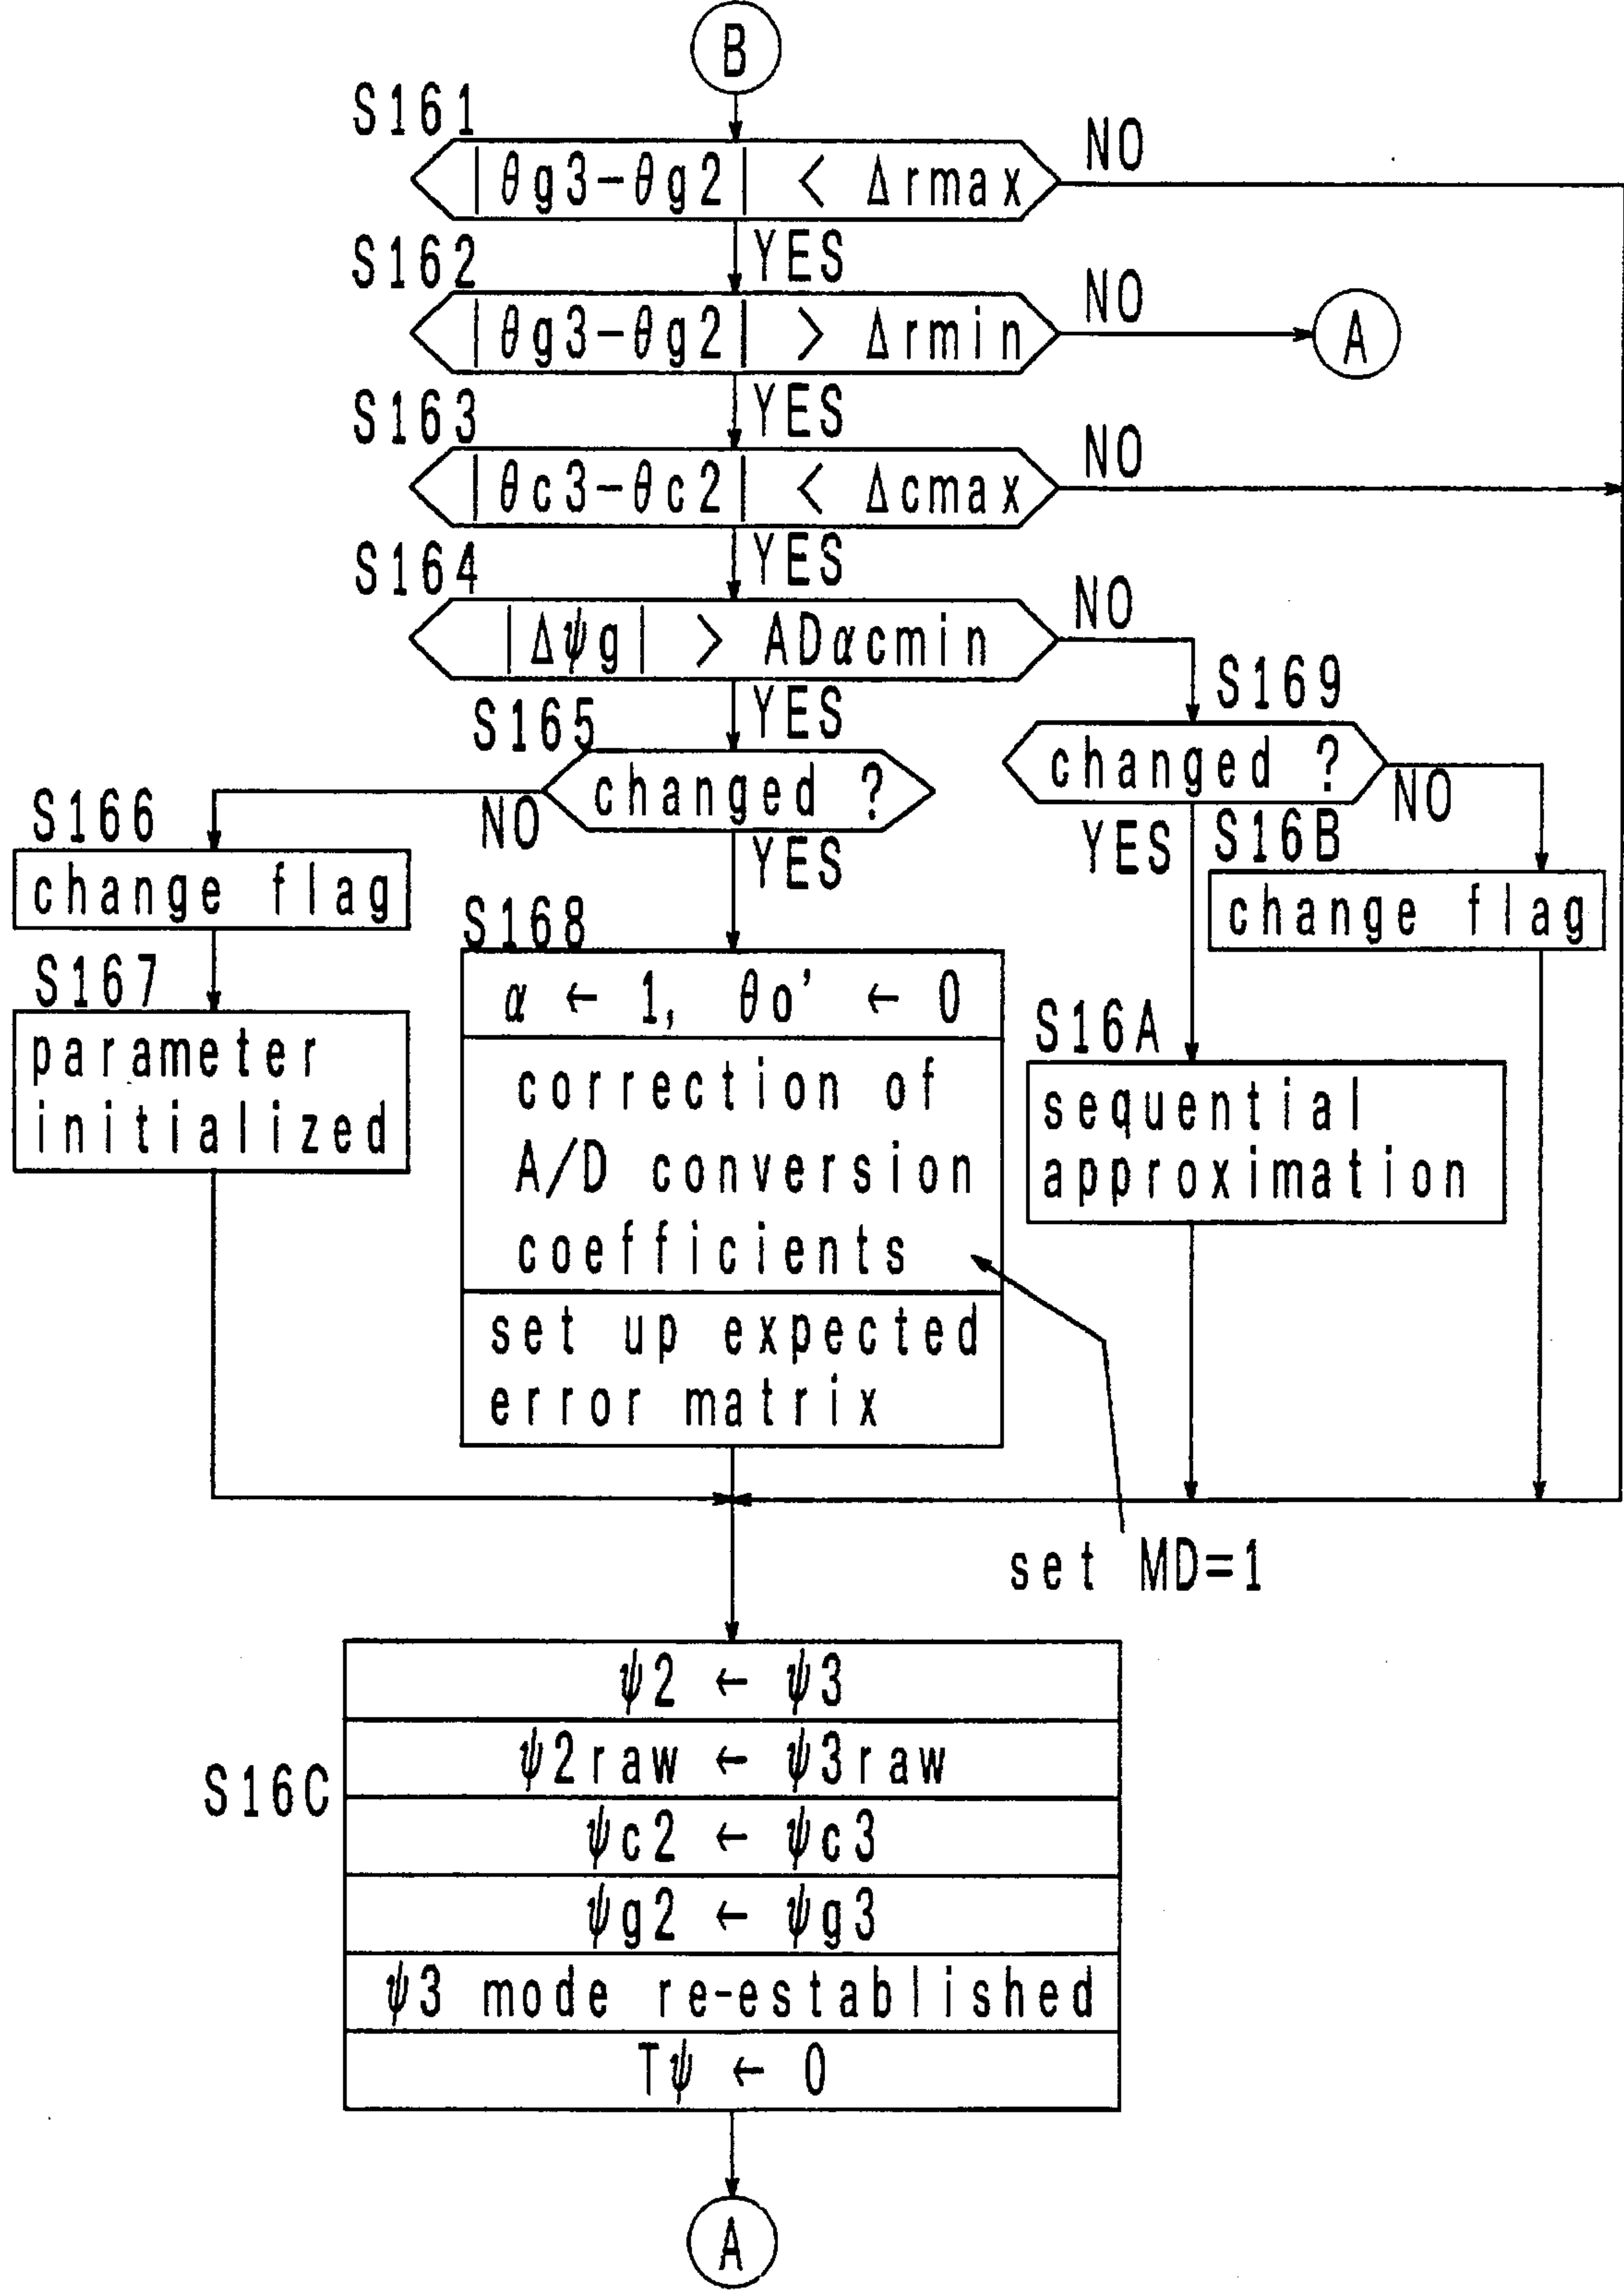 B
S161
|θg3-θg2| < Δrmax
NO
YES
S162
|θg3-θg2| > Δrmin
NO
A
YES
S163
|θc3-θc2| < Δcmax
NO
YES
S164
|Δψg| > ADαcmin
NO
YES
S165
changed ?
NO
YES
S169
changed ?
NO
YES
S166
change flag
S16B
change flag
S167
parameter
initialized
S168
α ← 1, θo' ← 0
correction of
A/D conversion
coefficients
set up expected
error matrix
S16A
sequential
approximation
set MD=1
S16C
ψ2 ← ψ3
ψ2raw ← ψ3raw
ψc2 ← ψc3
ψg2 ← ψg3
ψ3 mode re-established
Tψ ← 0
A